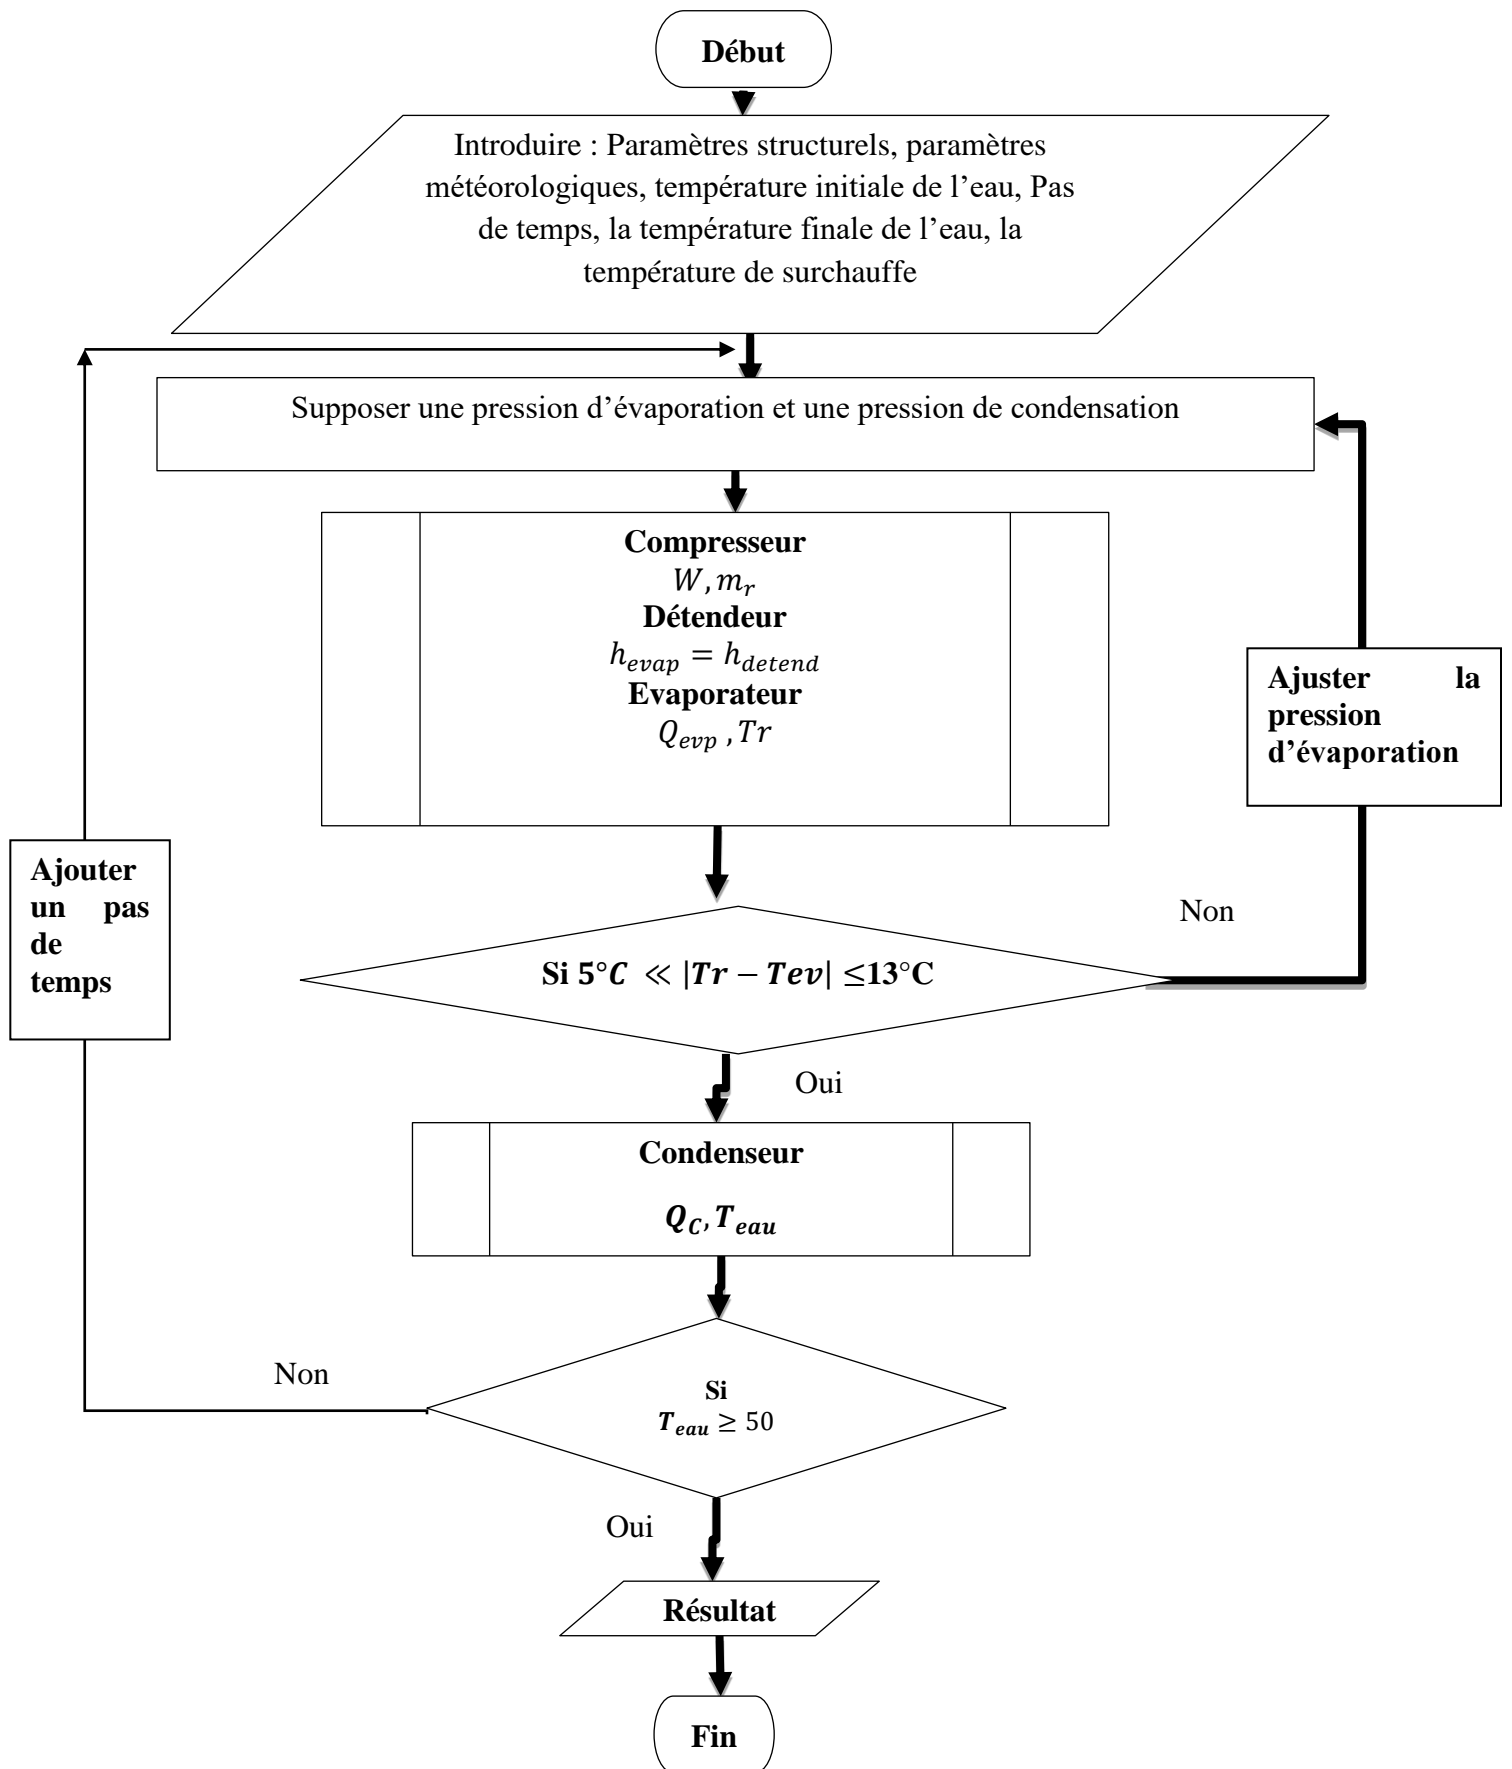 Début
Introduire : Paramètres structurels, paramètres
météorologiques, température initiale de l’eau, Pas
de temps, la température finale de l’eau, la
température de surchauffe
Supposer une pression d’évaporation et une pression de condensation
Compresseur
W, m_r
Détendeur
h_evap = h_detend
Evaporateur
Q_evp , Tr
Ajuster la
pression
d’évaporation
Ajouter
un pas
de
temps
Non
Si 5°C ≪ |Tr − Tev| ≤13°C
Oui
Condenseur
Q_C, T_eau
Non
Si
T_eau ≥ 50
Oui
Résultat
Fin